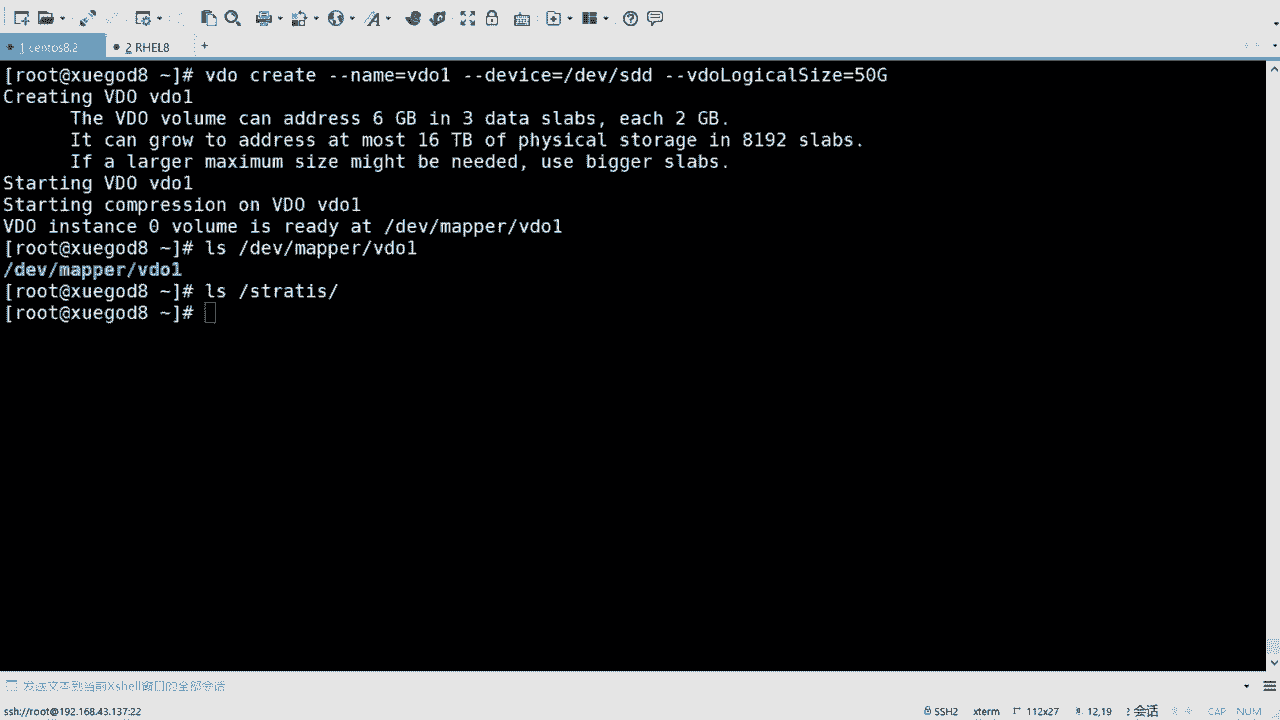 1 centos8.2
2 RHEL8
+
[root@xuegod8 ~]# vdo create --name=vdo1 --device=/dev/sdd --vdoLogicalSize=50G
Creating VDO vdo1
The VDO volume can address 6 GB in 3 data slabs, each 2 GB.
It can grow to address at most 16 TB of physical storage in 8192 slabs.
If a larger maximum size might be needed, use bigger slabs.
Starting VDO vdo1
Starting compression on VDO vdo1
VDO instance 0 volume is ready at /dev/mapper/vdo1
[root@xuegod8 ~]# ls /dev/mapper/vdo1
/dev/mapper/vdo1
[root@xuegod8 ~]# ls /stratis/
[root@xuegod8 ~]#
发送文本到当前Xshell窗口的全部会话
ssh://root@192.168.43.137:22
SSH2
xterm
112x27
12,19
? 会话
CAP
NUM